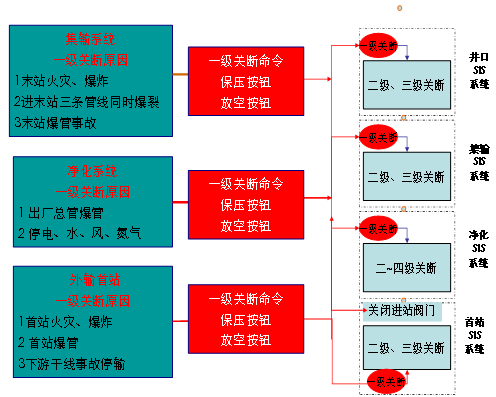 集输系统
一级关断原因
1末站火灾、爆炸
2进末站三条管线同时爆裂
3末站爆管事故
一级关断命令
保压按钮
放空按钮
一级关断
二级、三级关断
井口
SIS
系统
净化系统
一级关断原因
1出厂总管爆管
2停电、水、风、氮气
一级关断命令
保压按钮
放空按钮
一级关断
二级、三级关断
集输
SIS
系统
一级关断
二~四级关断
净化
SIS
系统
外输首站
一级关断原因
1首站火灾、爆炸
2首站爆管
3下游干线事故停输
一级关断命令
保压按钮
放空按钮
关闭进站阀门
二级、三级关断
一级关断
首站
SIS
系统